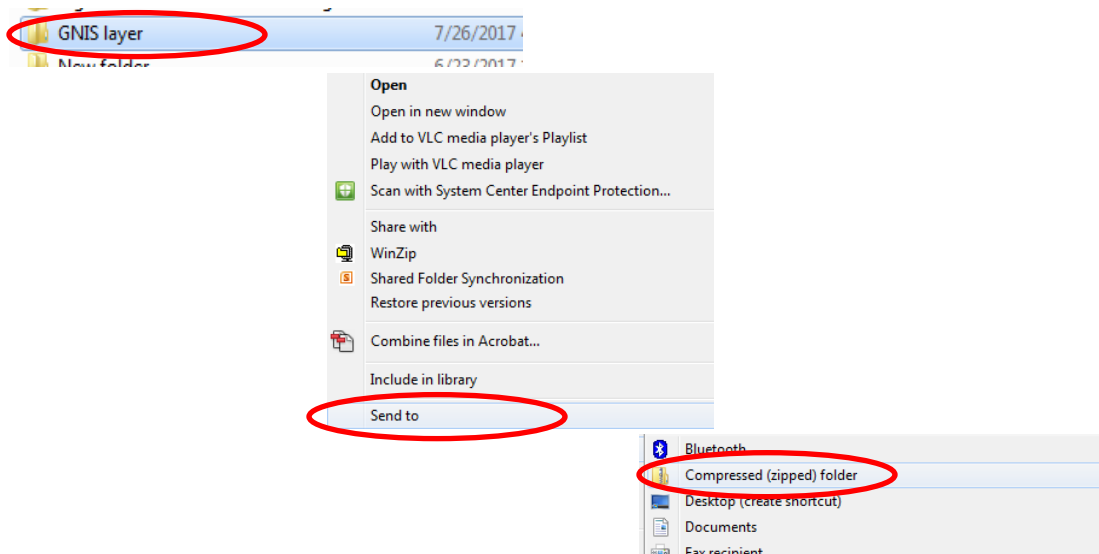 GNIS layer 7/26/2017
New folder 6/23/2017
Open
Open in new window
Add to VLC media player's Playlist
Play with VLC media player
Scan with System Center Endpoint Protection...
Share with
WinZip
Shared Folder Synchronization
Restore previous versions
Combine files in Acrobat...
Include in library
Send to
Bluetooth
Compressed (zipped) folder
Desktop (create shortcut)
Documents
Fax recipient